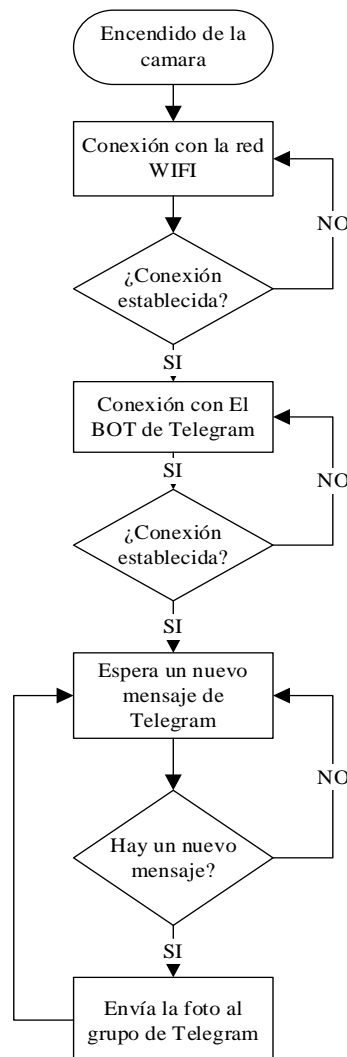 Encendido de la
camara
Conexión con la red
WIFI
NO
¿Conexión
establecida?
SI
Conexión con El
BOT de Telegram
SI
NO
¿Conexión
establecida?
SI
Espera un nuevo
mensaje de
Telegram
NO
Hay un nuevo
mensaje?
SI
Envía la foto al
grupo de Telegram